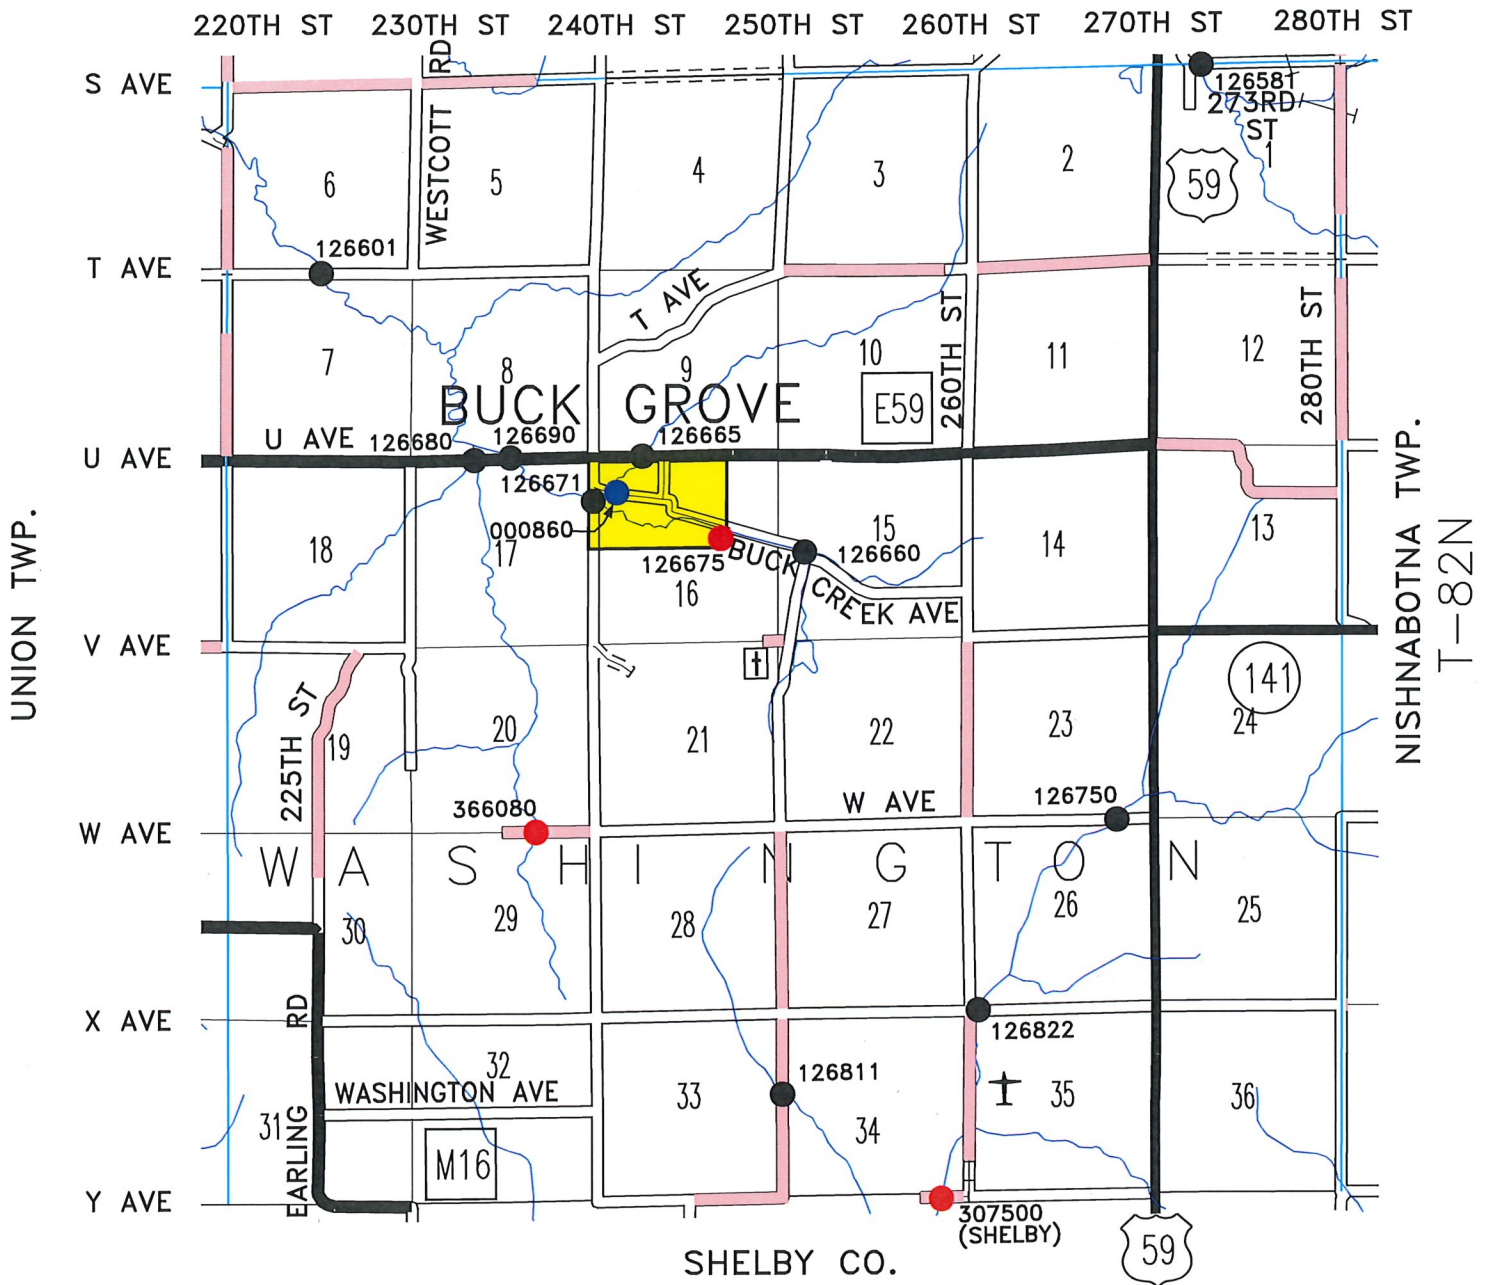 220TH ST 230TH ST 240TH ST 250TH ST 260TH ST 270TH ST 280TH ST
S AVE
WESTCOTT RD
126581
273RD
ST
6
5
4
3
2
1
59
126601
T AVE
T AVE
260TH ST
280TH ST
7
8
9
10
11
12
BUCK GROVE
E59
U AVE
U AVE
126680
126690
126665
126671
000860
126675
126660
BUCK CREEK AVE
18
17
16
15
14
13
UNION TWP.
NISHNABOTNA TWP.
T-82N
V AVE
141
225TH ST
19
20
21
22
23
24
366080
W AVE
126750
W AVE
WASHINGTON
30
29
28
27
26
25
EARLING RD
X AVE
126822
32
WASHINGTON AVE
126811
31
33
34
35
36
M16
Y AVE
307500
(SHELBY)
SHELBY CO.
59